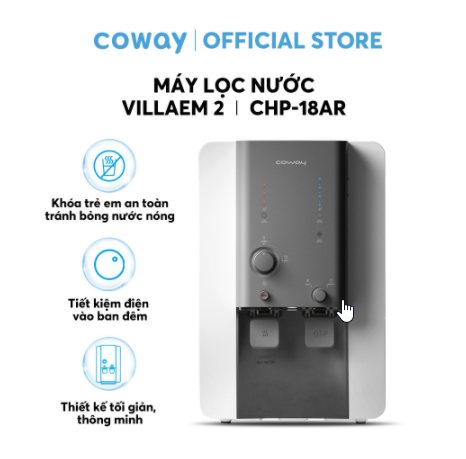 coway | OFFICIAL STORE
MÁY LỌC NƯỚC
VILLAEM 2 | CHP-18AR
coway
Khóa trẻ em an toàn
tránh bỏng nước nóng
Tiết kiệm điện
vào ban đêm
Thiết kế tối giản,
thông minh